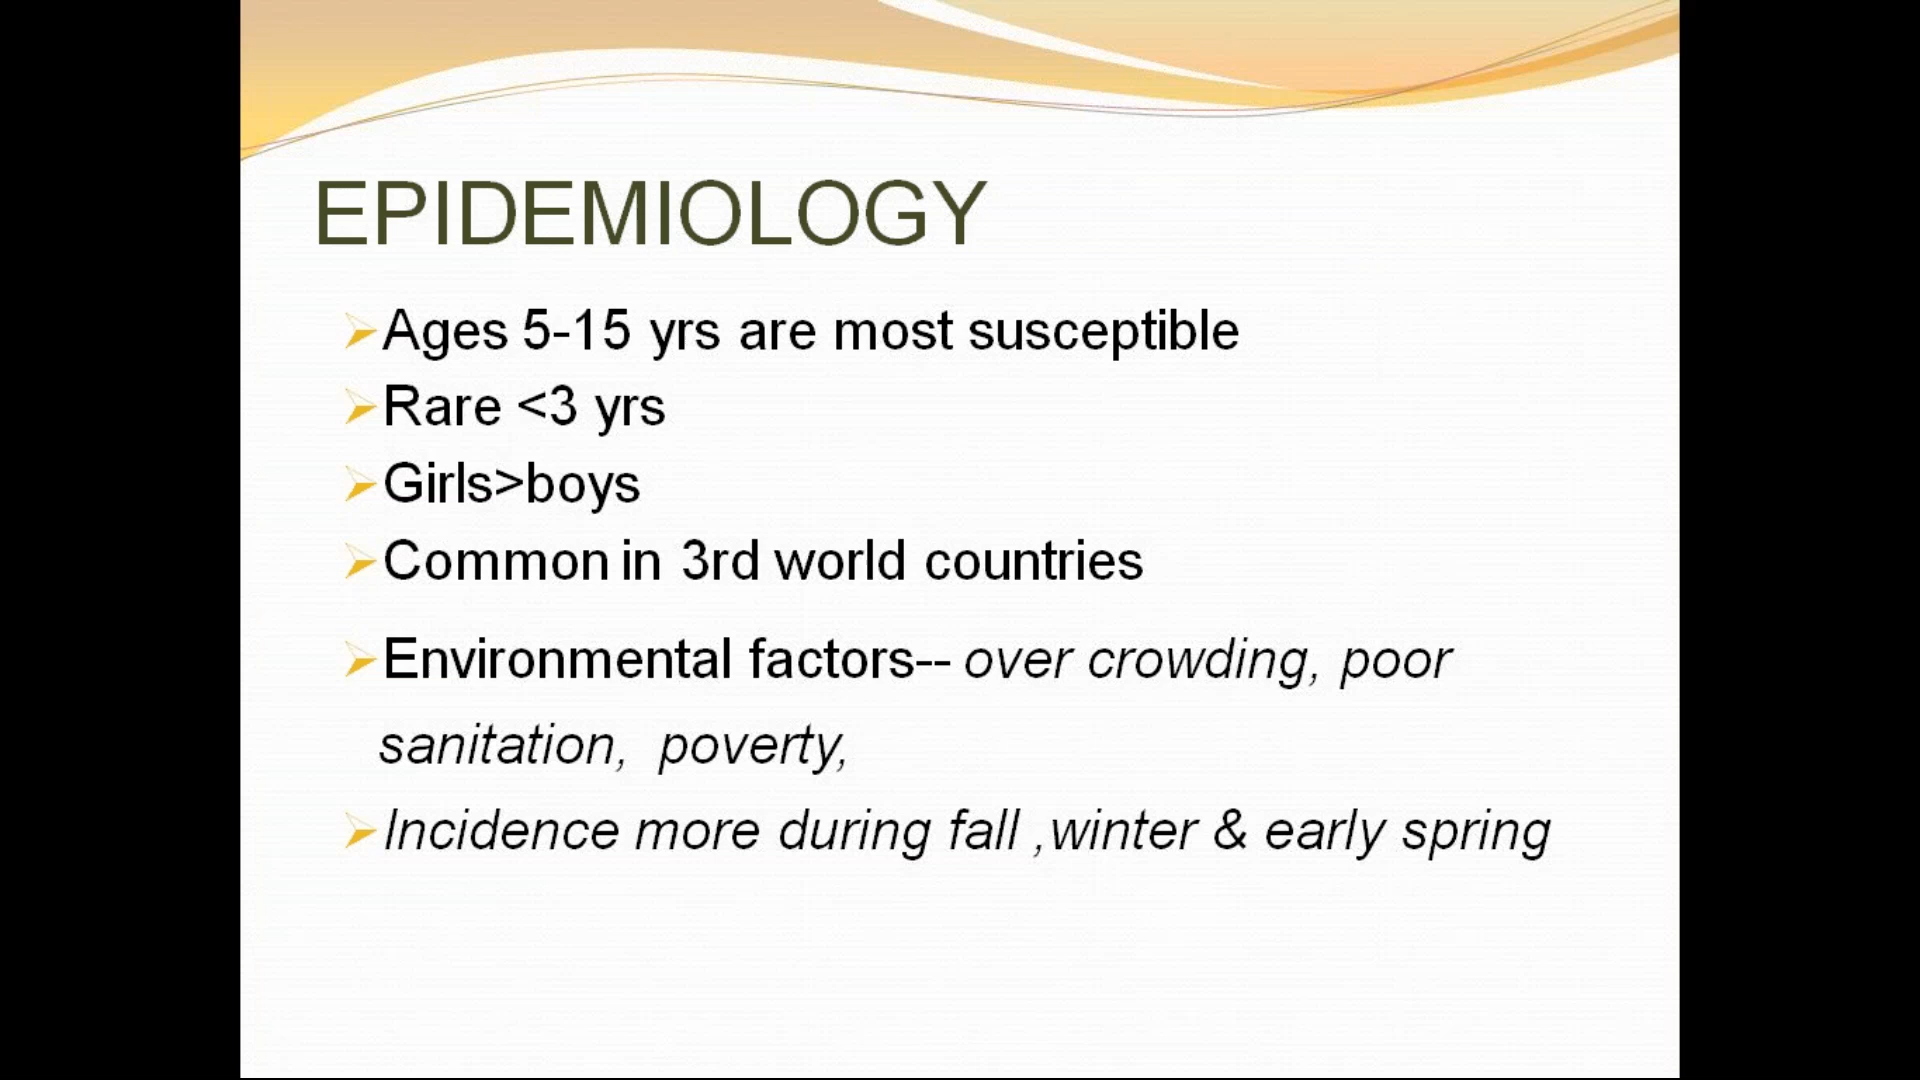 EPIDEMIOLOGY
Ages 5-15 yrs are most susceptible
Rare <3 yrs
Girls>boys
Common in 3rd world countries
Environmental factors-- over crowding, poor
sanitation, poverty,
Incidence more during fall ,winter & early spring